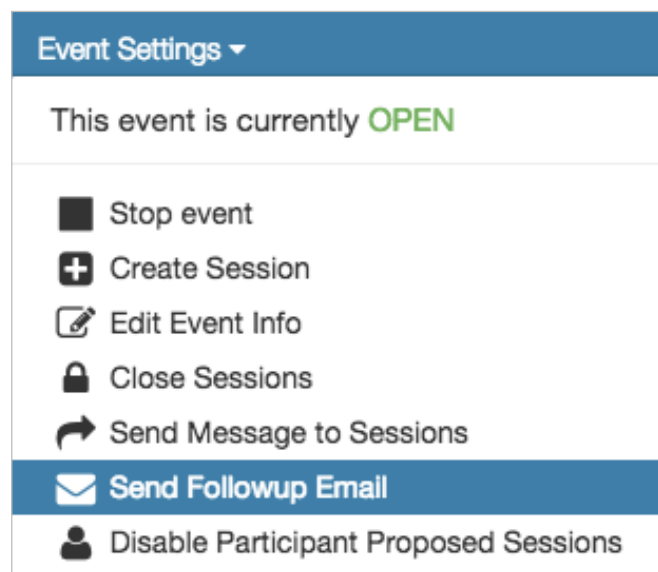 Event Settings
This event is currently OPEN
Stop event
Create Session
Edit Event Info
Close Sessions
Send Message to Sessions
Send Followup Email
Disable Participant Proposed Sessions